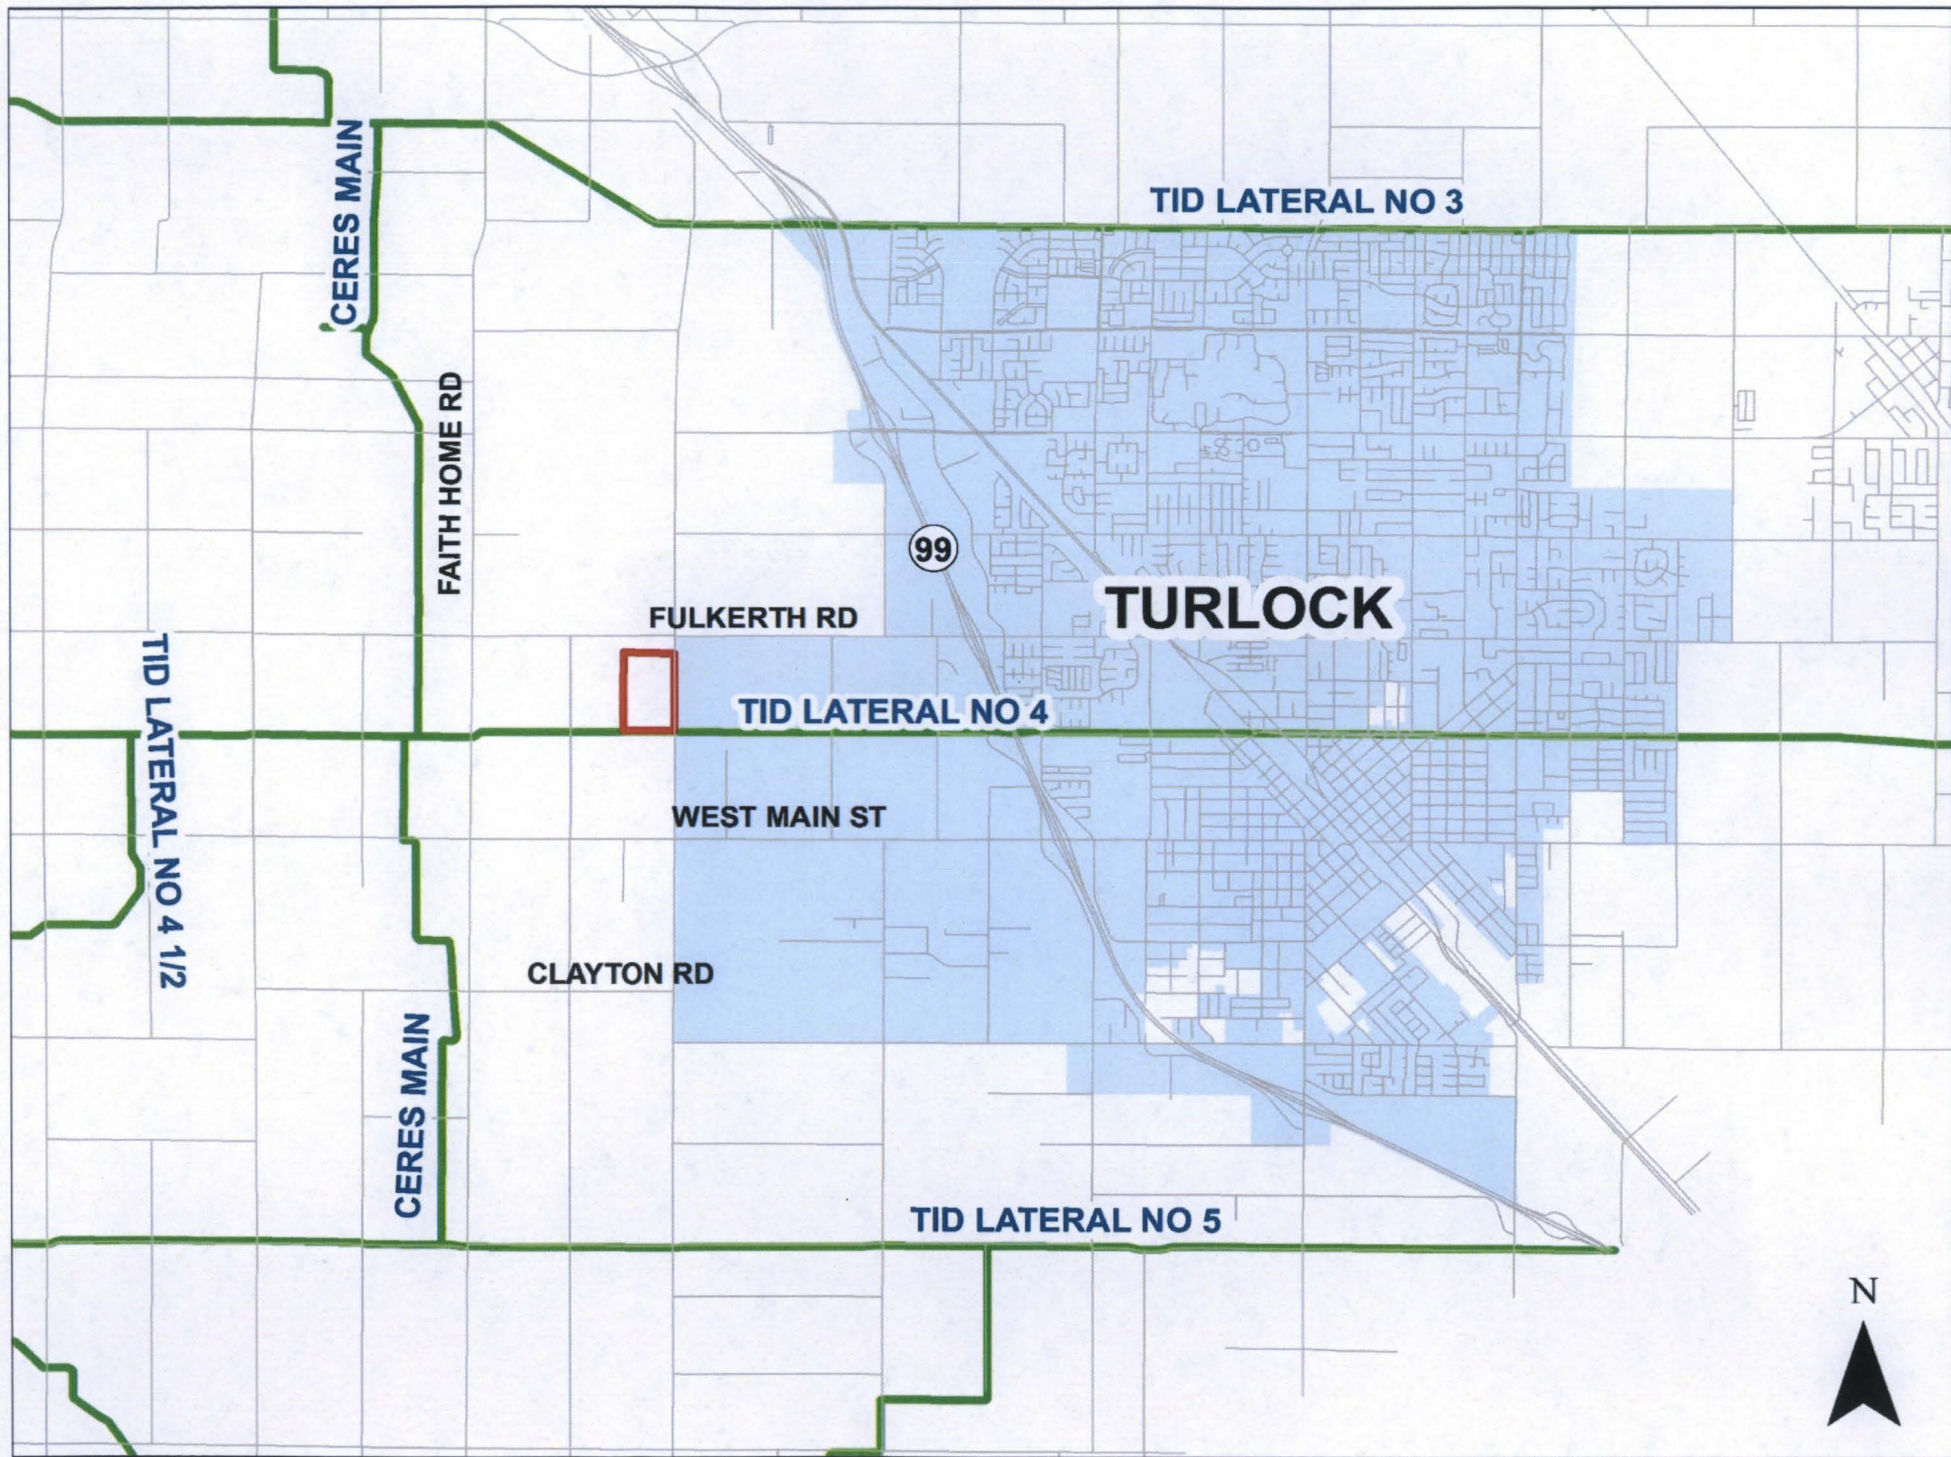 TID LATERAL NO 3
CERES MAIN
FAITH HOME RD
99
TURLOCK
FULKERTH RD
TID LATERAL NO 4
TID LATERAL NO 4 1/2
WEST MAIN ST
CLAYTON RD
CERES MAIN
TID LATERAL NO 5
N